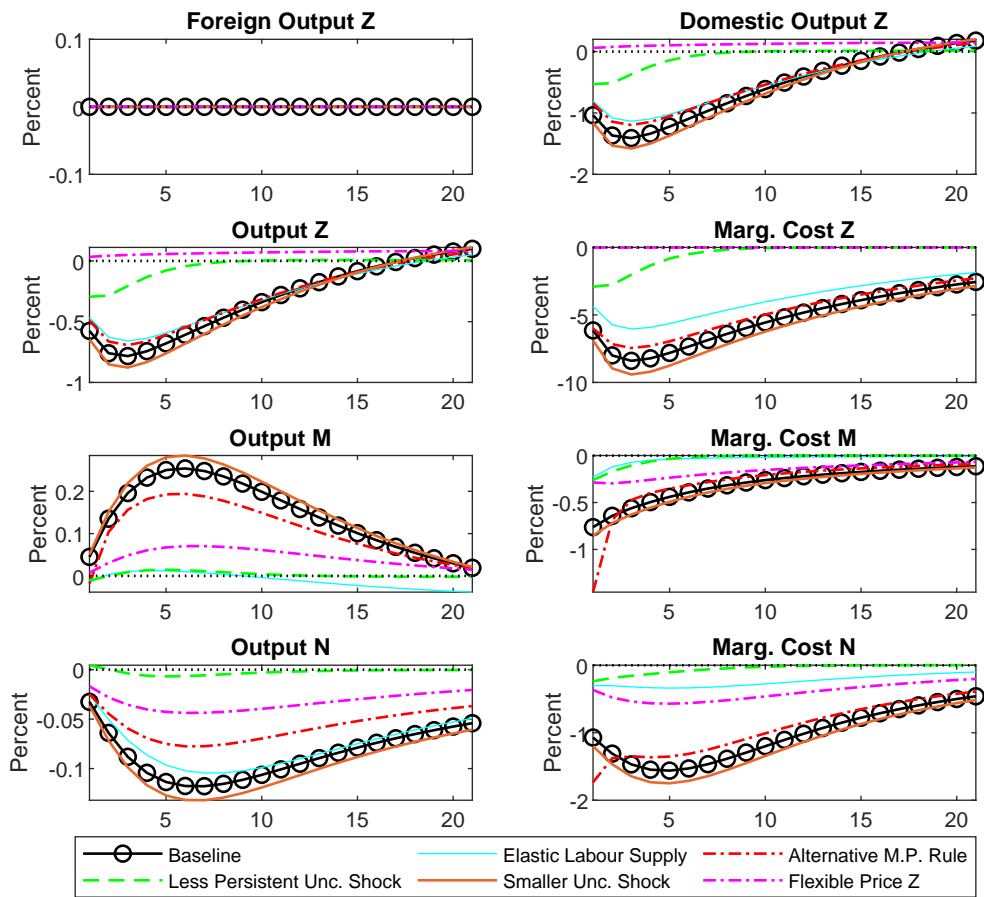 Foreign Output Z
Domestic Output Z
0.1
0
-0.1
Percent
5 10 15 20
0
-1
-2
Percent
5 10 15 20
Output Z
Marg. Cost Z
0
-0.5
-1
Percent
5 10 15 20
0
-5
-10
Percent
5 10 15 20
Output M
Marg. Cost M
0.2
0.1
0
Percent
5 10 15 20
0
-0.5
-1
Percent
5 10 15 20
Output N
Marg. Cost N
0
-0.05
-0.1
Percent
5 10 15 20
0
-1
-2
Percent
5 10 15 20
Baseline
Elastic Labour Supply
Alternative M.P. Rule
Less Persistent Unc. Shock
Smaller Unc. Shock
Flexible Price Z